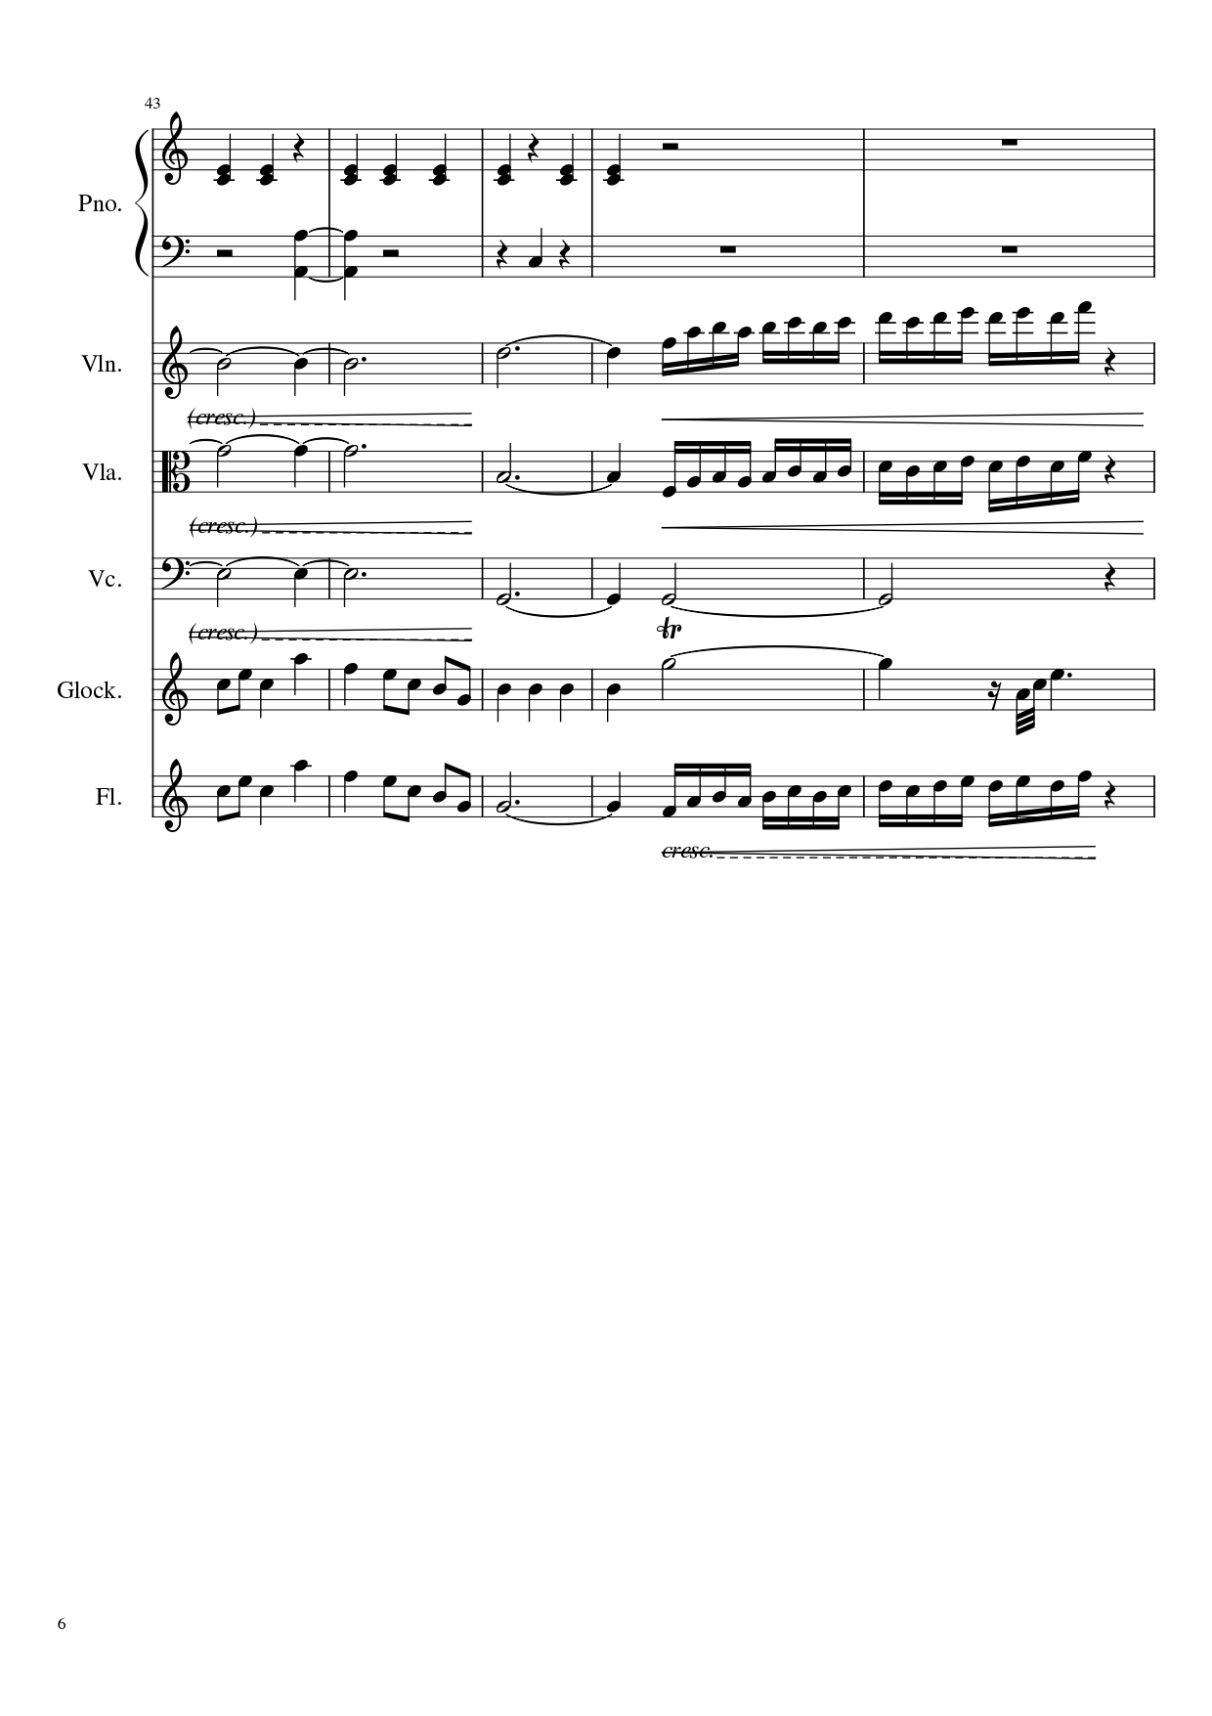 43
Pno.
Vln.
(cresc.)
Vla.
(cresc.)
Vc.
(cresc.)
tr
Glock.
Fl.
cresc.
6